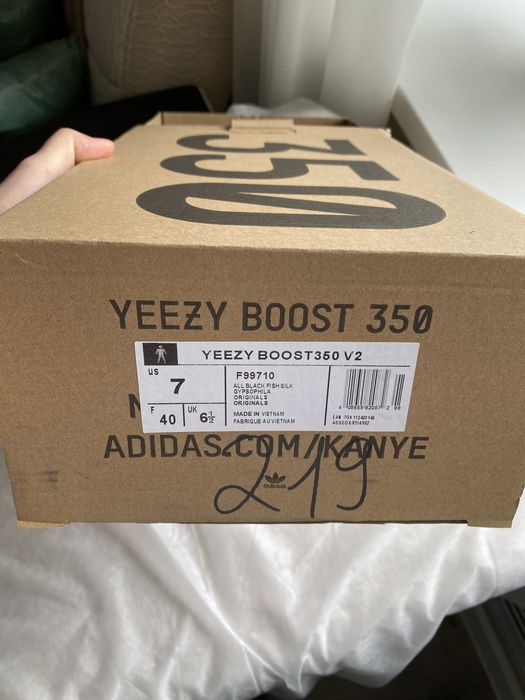 350
YEEZY BOOST 350
YEEZY BOOST350 V2
US
7
F
40
UK
6½
F99710
ALL BLACK FISH SILK
GYPSOPHILA
ORIGINALS
ORIGINALS
MADE IN VIETNAM
FABRIQUE AU VIETNAM
ADIDAS.COM/KANYE
adidas
219